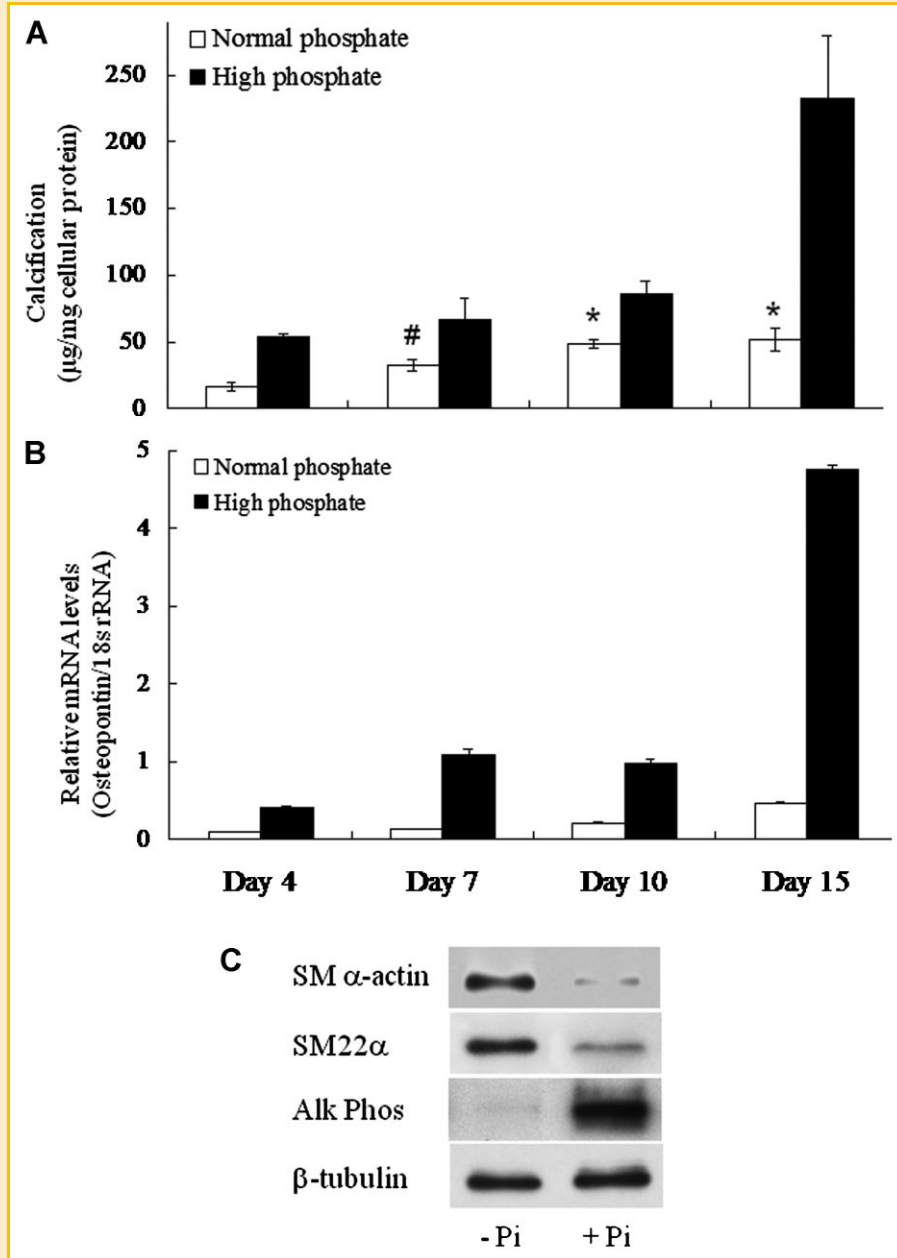 A
Normal phosphate
High phosphate
Calcification
(μg/mg cellular protein)
250
200
150
100
50
0
#
*
*
B
Normal phosphate
High phosphate
Relative mRNA levels
(Osteopontin/18s rRNA)
5
4
3
2
1
0
Day 4 Day 7 Day 10 Day 15
C
SM α-actin
SM22α
Alk Phos
β-tubulin
- Pi + Pi